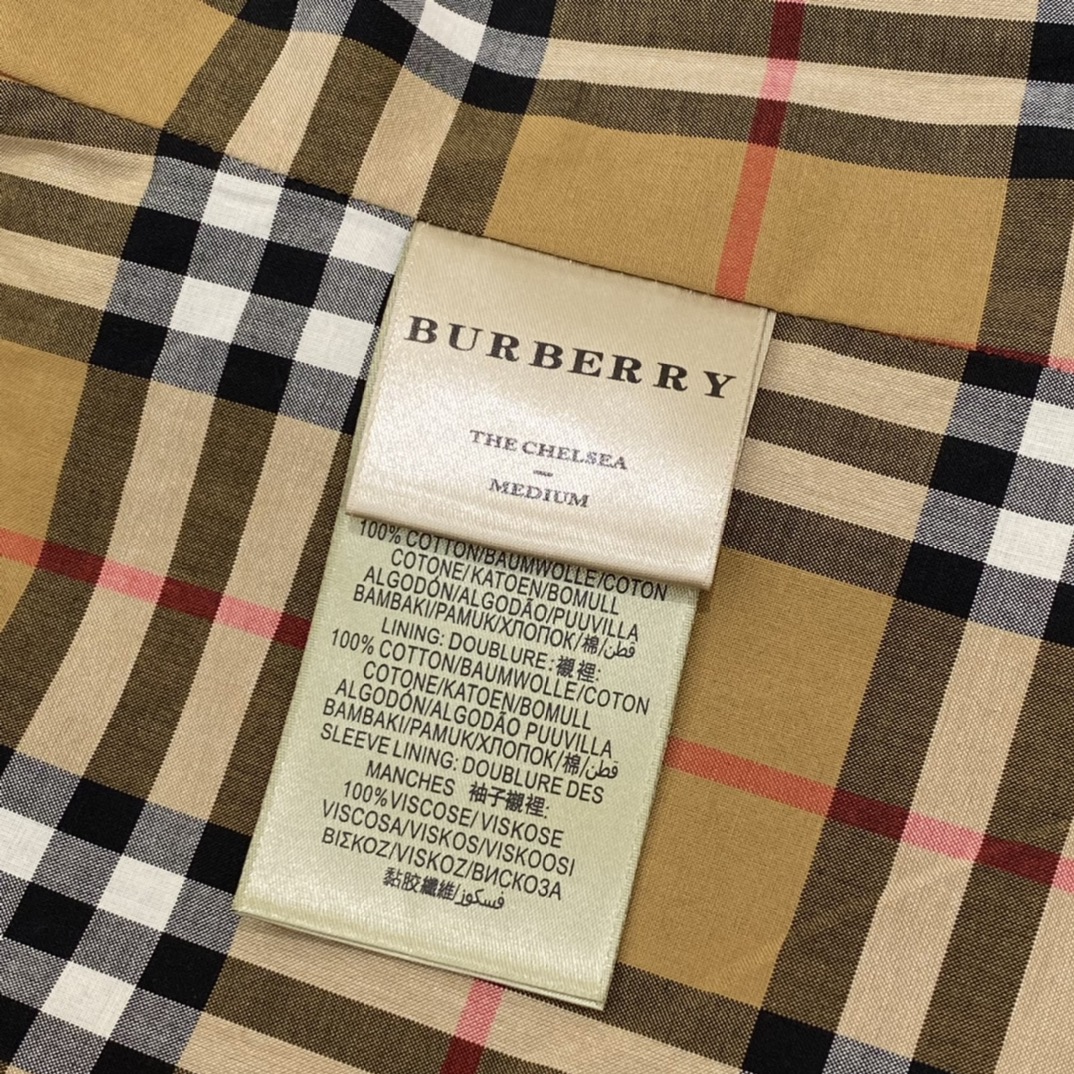 BURBERRY
THE CHELSEA
—
MEDIUM
100% COTTON/BAUMWOLLE/COTON
COTONE/KATOEN/BOMULL
ALGODÓN/ALGODÃO/PUUVILLA
BAMBAKI/PAMUK/ХЛОПОК/棉/قطن
LINING: DOUBLURE:襯裡:
100% COTTON/BAUMWOLLE/COTON
COTONE/KATOEN/BOMULL
ALGODÓN/ALGODÃO PUUVILLA
BAMBAKI/PAMUK/ХЛОПОК/棉/قطن
SLEEVE LINING: DOUBLURE DES
MANCHES 袖子襯裡:
100%VISCOSE/ VISKOSE
VISCOSA/VISKOS/VISKOOSI
ΒΙΣΚΟΖ/VISKOZ/ВИСКОЗА
黏胶纖維/فسكوز